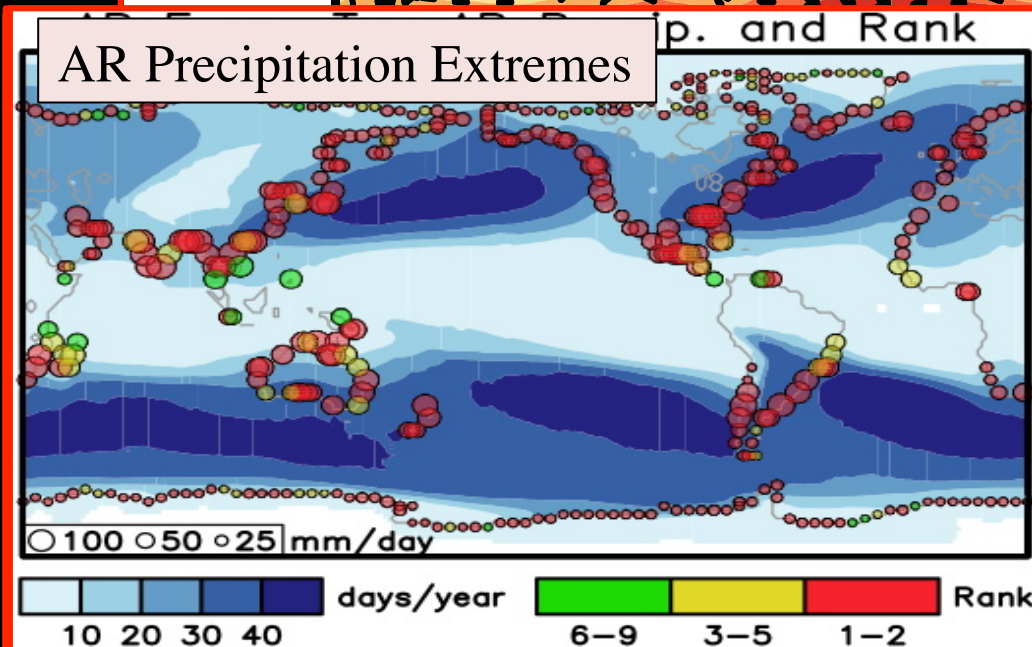 ip. and Rank
AR Precipitation Extremes
100 50 25 mm/day
days/year
Rank
10 20 30 40
6-9 3-5 1-2